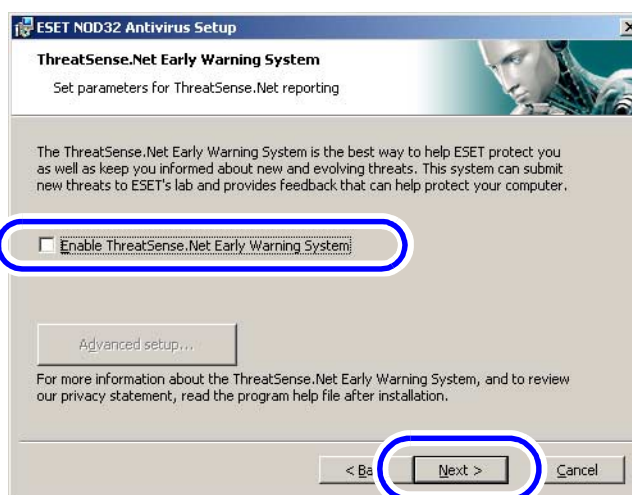 ESET NOD32 Antivirus Setup
ThreatSense.Net Early Warning System
Set parameters for ThreatSense.Net reporting
The ThreatSense.Net Early Warning System is the best way to help ESET protect you
as well as keep you informed about new and evolving threats. This system can submit
new threats to ESET's lab and provides feedback that can help protect your computer.
Enable ThreatSense.Net Early Warning System
Advanced setup...
For more information about the ThreatSense.Net Early Warning System, and to review
our privacy statement, read the program help file after installation.
< Ba Next > Cancel